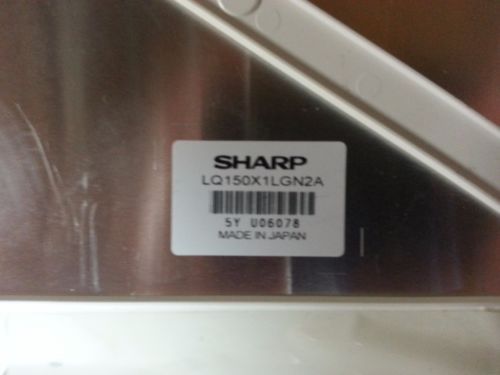 SHARP
LQ150X1LGN2A
5Y U06078
MADE IN JAPAN